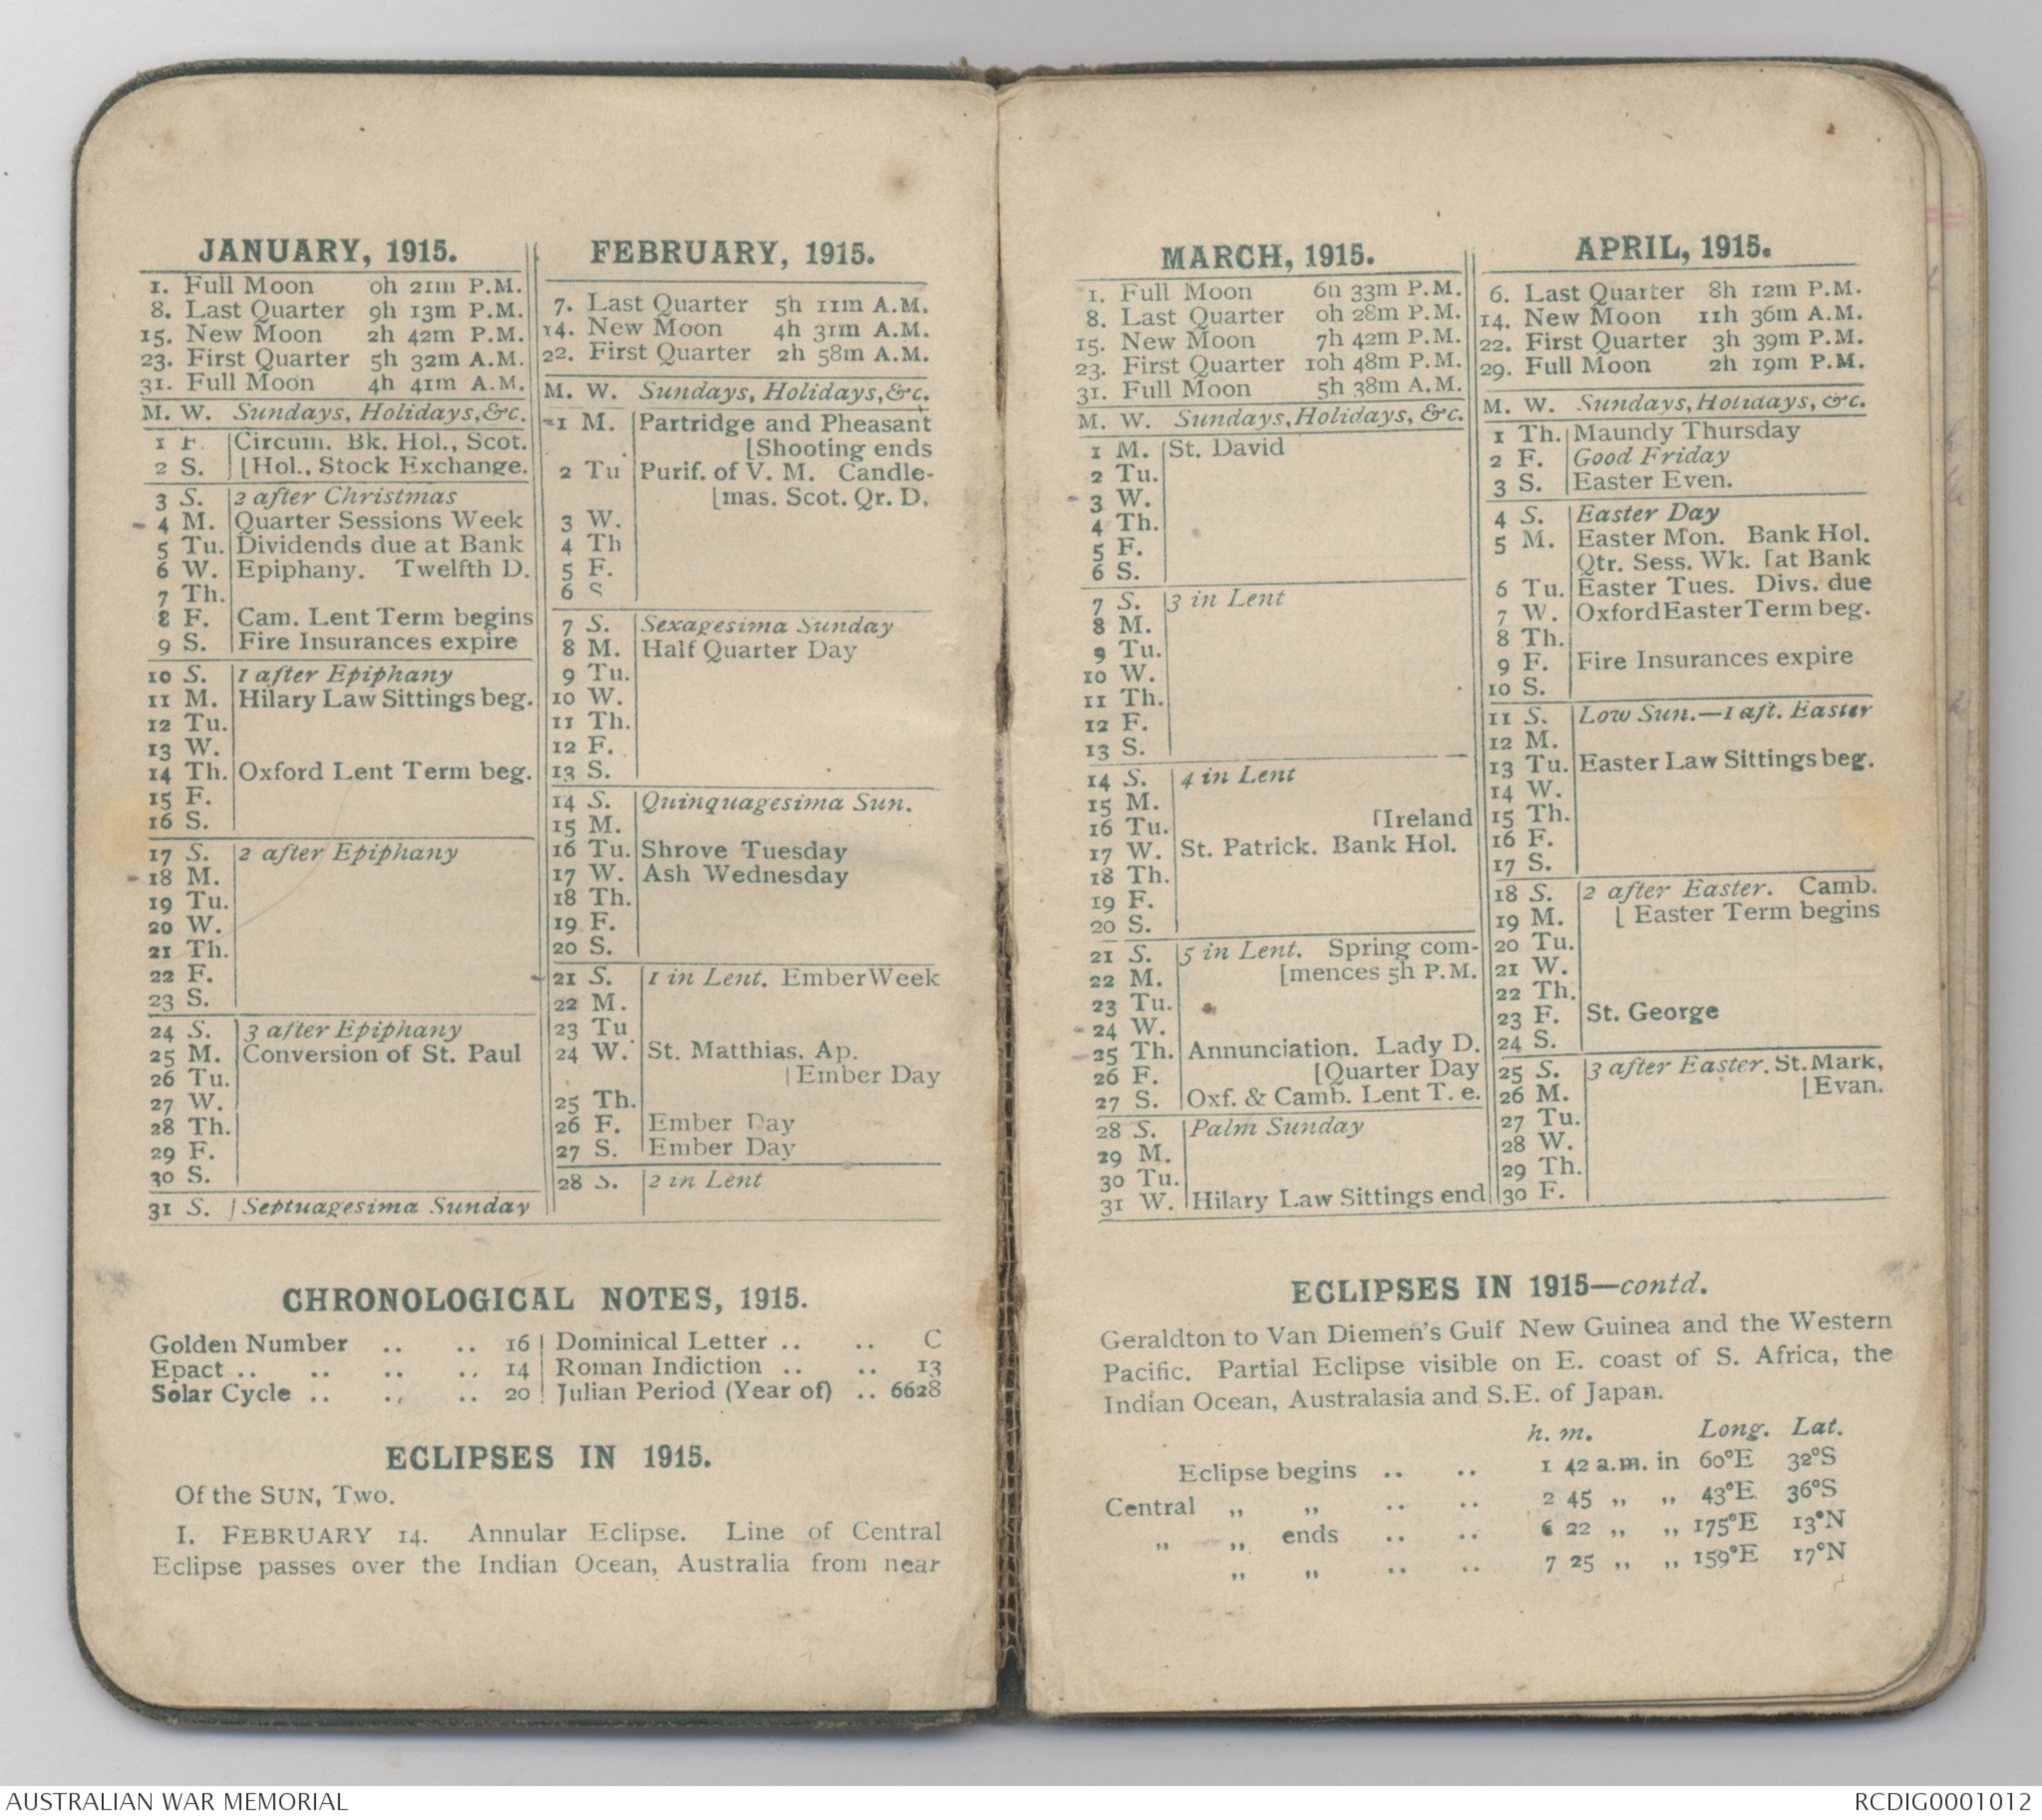 JANUARY, 1915.
1. Full Moon 0h 21m P.M.
8. Last Quarter 9h 13m P.M.
15. New Moon 2h 42m P.M.
23. First Quarter 5h 32m A.M.
31. Full Moon 4h 41m A.M.
M. W. Sundays, Holidays, &c.
1 F. Circum. Bk. Hol., Scot.
2 S. [Hol., Stock Exchange.
3 S. 2 after Christmas
4 M. Quarter Sessions Week
5 Tu. Dividends due at Bank
6 W. Epiphany. Twelfth D.
7 Th.
8 F. Cam. Lent Term begins
9 S. Fire Insurances expire
10 S. 1 after Epiphany
11 M. Hilary Law Sittings beg.
12 Tu.
13 W.
14 Th. Oxford Lent Term beg.
15 F.
16 S.
17 S. 2 after Epiphany
18 M.
19 Tu.
20 W.
21 Th.
22 F.
23 S.
24 S. 3 after Epiphany
25 M. Conversion of St. Paul
26 Tu.
27 W.
28 Th.
29 F.
30 S.
31 S. Septuagesima Sunday
FEBRUARY, 1915.
7. Last Quarter 5h 11m A.M.
14. New Moon 4h 31m A.M.
22. First Quarter 2h 58m A.M.
M. W. Sundays, Holidays, &c.
1 M. Partridge and Pheasant
[Shooting ends
2 Tu Purif. of V. M. Candle-
[mas. Scot. Qr. D.
3 W.
4 Th
5 F.
6 S
7 S. Sexagesima Sunday
8 M. Half Quarter Day
9 Tu.
10 W.
11 Th.
12 F.
13 S.
14 S. Quinquagesima Sun.
15 M.
16 Tu. Shrove Tuesday
17 W. Ash Wednesday
18 Th.
19 F.
20 S.
21 S. 1 in Lent. Ember Week
22 M.
23 Tu
24 W. St. Matthias. Ap.
[Ember Day
25 Th.
26 F. Ember Day
27 S. Ember Day
28 S. 2 in Lent
CHRONOLOGICAL NOTES, 1915.
Golden Number .. .. 16 | Dominical Letter .. .. C
Epact .. .. .. .. 14 | Roman Indiction .. .. 13
Solar Cycle .. .. .. 20 | Julian Period (Year of) .. 6628
ECLIPSES IN 1915.
Of the SUN, Two.
I. FEBRUARY 14. Annular Eclipse. Line of Central
Eclipse passes over the Indian Ocean, Australia from near
MARCH, 1915.
1. Full Moon 6h 33m P.M.
8. Last Quarter 0h 28m P.M.
15. New Moon 7h 42m P.M.
23. First Quarter 10h 48m P.M.
31. Full Moon 5h 38m A.M.
M. W. Sundays, Holidays, &c.
1 M. St. David
2 Tu.
3 W.
4 Th.
5 F.
6 S.
7 S. 3 in Lent
8 M.
9 Tu.
10 W.
11 Th.
12 F.
13 S.
14 S. 4 in Lent
15 M.
16 Tu. [Ireland
17 W. St. Patrick. Bank Hol.
18 Th.
19 F.
20 S.
21 S. 5 in Lent. Spring com-
22 M. [mences 5h P.M.
23 Tu.
24 W.
25 Th. Annunciation. Lady D.
26 F. [Quarter Day
27 S. Oxf. & Camb. Lent T. e.
28 S. Palm Sunday
29 M.
30 Tu.
31 W. Hilary Law Sittings end
APRIL, 1915.
6. Last Quarter 8h 12m P.M.
14. New Moon 11h 36m A.M.
22. First Quarter 3h 39m P.M.
29. Full Moon 2h 19m P.M.
M. W. Sundays, Holidays, &c.
1 Th. Maundy Thursday
2 F. Good Friday
3 S. Easter Even.
4 S. Easter Day
5 M. Easter Mon. Bank Hol.
Qtr. Sess. Wk. [at Bank
6 Tu. Easter Tues. Divs. due
7 W. Oxford Easter Term beg.
8 Th.
9 F. Fire Insurances expire
10 S.
11 S. Low Sun.—1 aft. Easter
12 M.
13 Tu. Easter Law Sittings beg.
14 W.
15 Th.
16 F.
17 S.
18 S. 2 after Easter. Camb.
19 M. [Easter Term begins
20 Tu.
21 W.
22 Th.
23 F. St. George
24 S.
25 S. 3 after Easter. St. Mark,
26 M. [Evan.
27 Tu.
28 W.
29 Th.
30 F.
ECLIPSES IN 1915—contd.
Geraldton to Van Diemen's Gulf New Guinea and the Western
Pacific. Partial Eclipse visible on E. coast of S. Africa, the
Indian Ocean, Australasia and S.E. of Japan.
h. m. Long. Lat.
Eclipse begins .. .. 1 42 a.m. in 60°E 32°S
Central ,, ,, .. .. 2 45 ,, ,, 43°E 36°S
,, ,, ends .. .. 6 22 ,, ,, 175°E 13°N
,, ,, .. .. 7 25 ,, ,, 159°E 17°N
AUSTRALIAN WAR MEMORIAL
RCDIG0001012